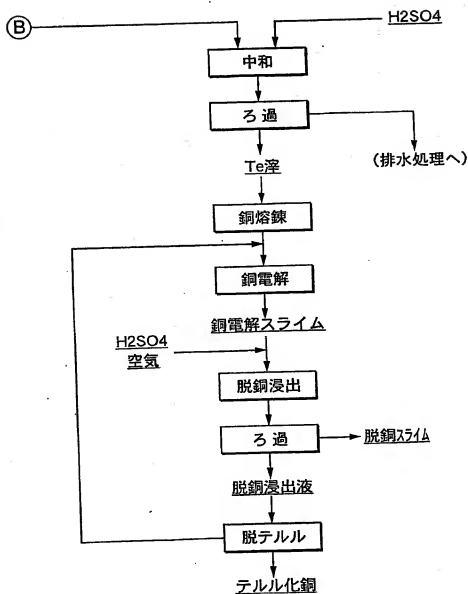 B
H2SO4
中和
ろ過
(排水処理へ)
Te滓
銅熔錬
銅電解
銅電解スライム
H2SO4
空気
脱銅浸出
ろ過
脱銅スライム
脱銅浸出液
脱テルル
テルル化銅